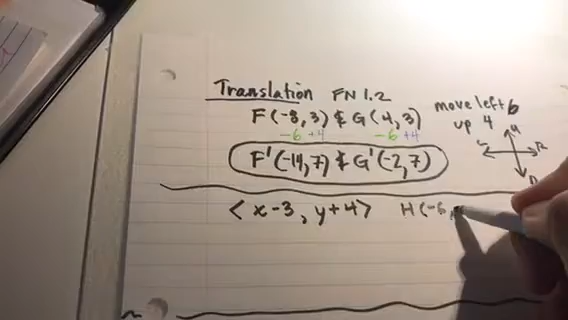 Translation FN 1.2
F(-8,3) & G(4,3)
move left 6
up 4
-6 +4 -6 +4
F'(-14,7) & G'(-2,7)
U
R
D
< x-3, y+4> H(-6,